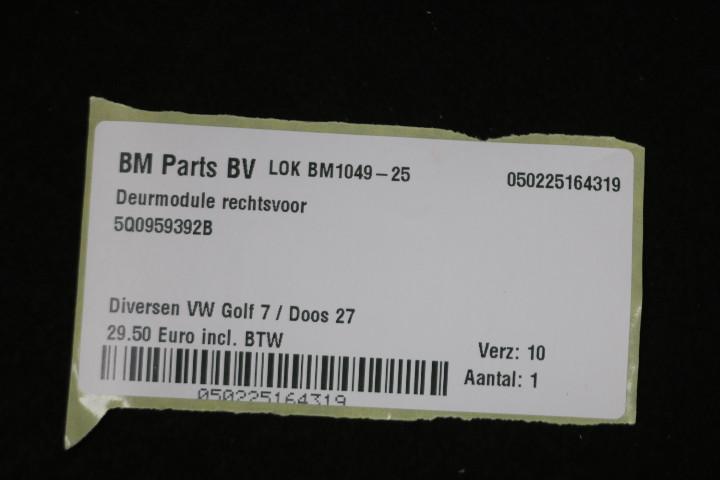 BM Parts BV LOK BM1049-25 050225164319
Deurmodule rechtsvoor
5Q0959392B
Diversen VW Golf 7 / Doos 27
29.50 Euro incl. BTW
Verz: 10
Aantal: 1
050225164319